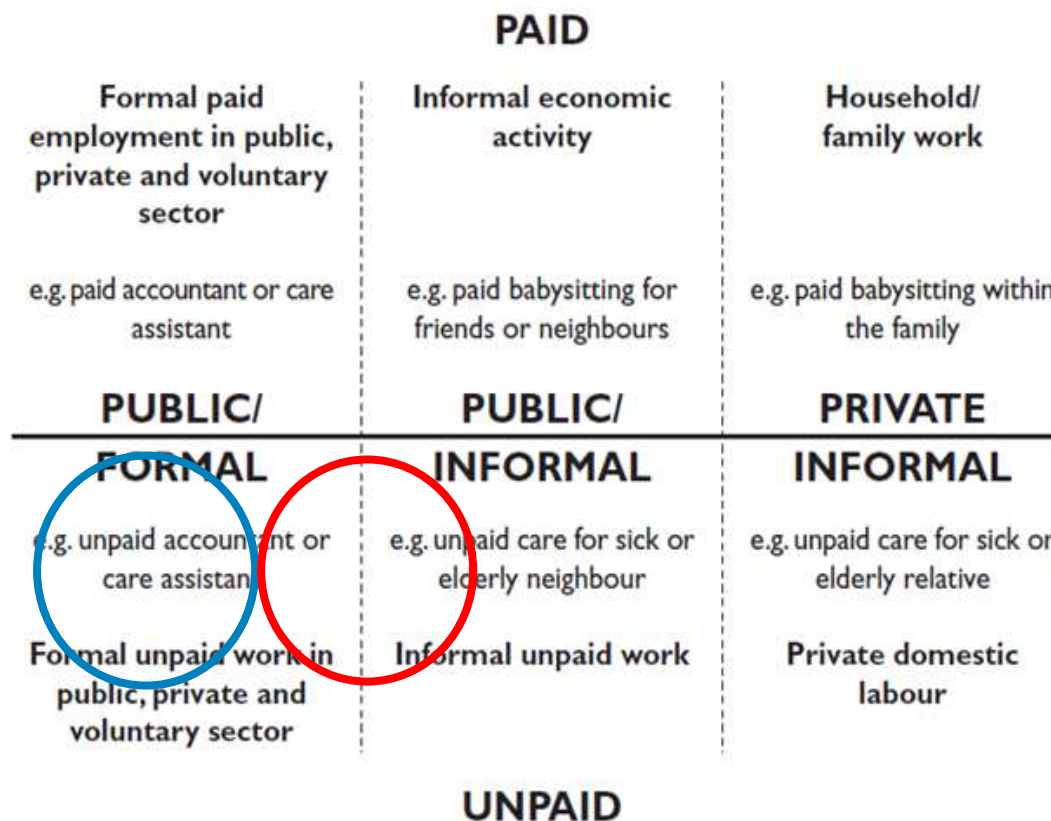 PAID
Formal paid
employment in public,
private and voluntary
sector
Informal economic
activity
Household/
family work
e.g. paid accountant or care
assistant
e.g. paid babysitting for
friends or neighbours
e.g. paid babysitting within
the family
PUBLIC/
PUBLIC/
PRIVATE
FORMAL
INFORMAL
INFORMAL
e.g. unpaid accountant or
care assistan
e.g. unpaid care for sick or
elderly neighbour
e.g. unpaid care for sick or
elderly relative
Formal unpaid work in
public, private and
voluntary sector
Informal unpaid work
Private domestic
labour
UNPAID